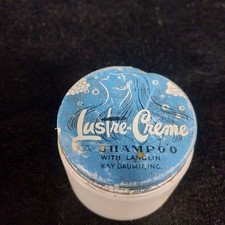 Lustre-Creme
A SHAMPOO
WITH LANOLIN
KAY DAUMIT, INC.